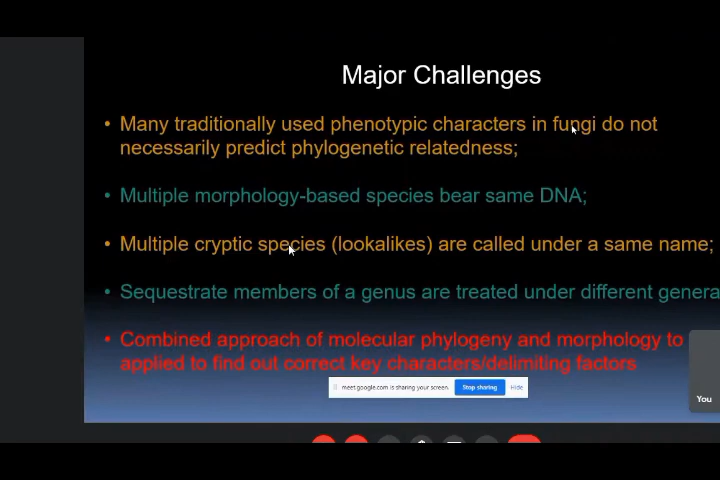 Major Challenges
• Many traditionally used phenotypic characters in fungi do not
necessarily predict phylogenetic relatedness;
• Multiple morphology-based species bear same DNA;
• Multiple cryptic species (lookalikes) are called under a same name;
• Sequestrate members of a genus are treated under different genera
• Combined approach of molecular phylogeny and morphology to
applied to find out correct key characters/delimiting factors
meet.google.com is sharing your screen. Stop sharing Hide
You